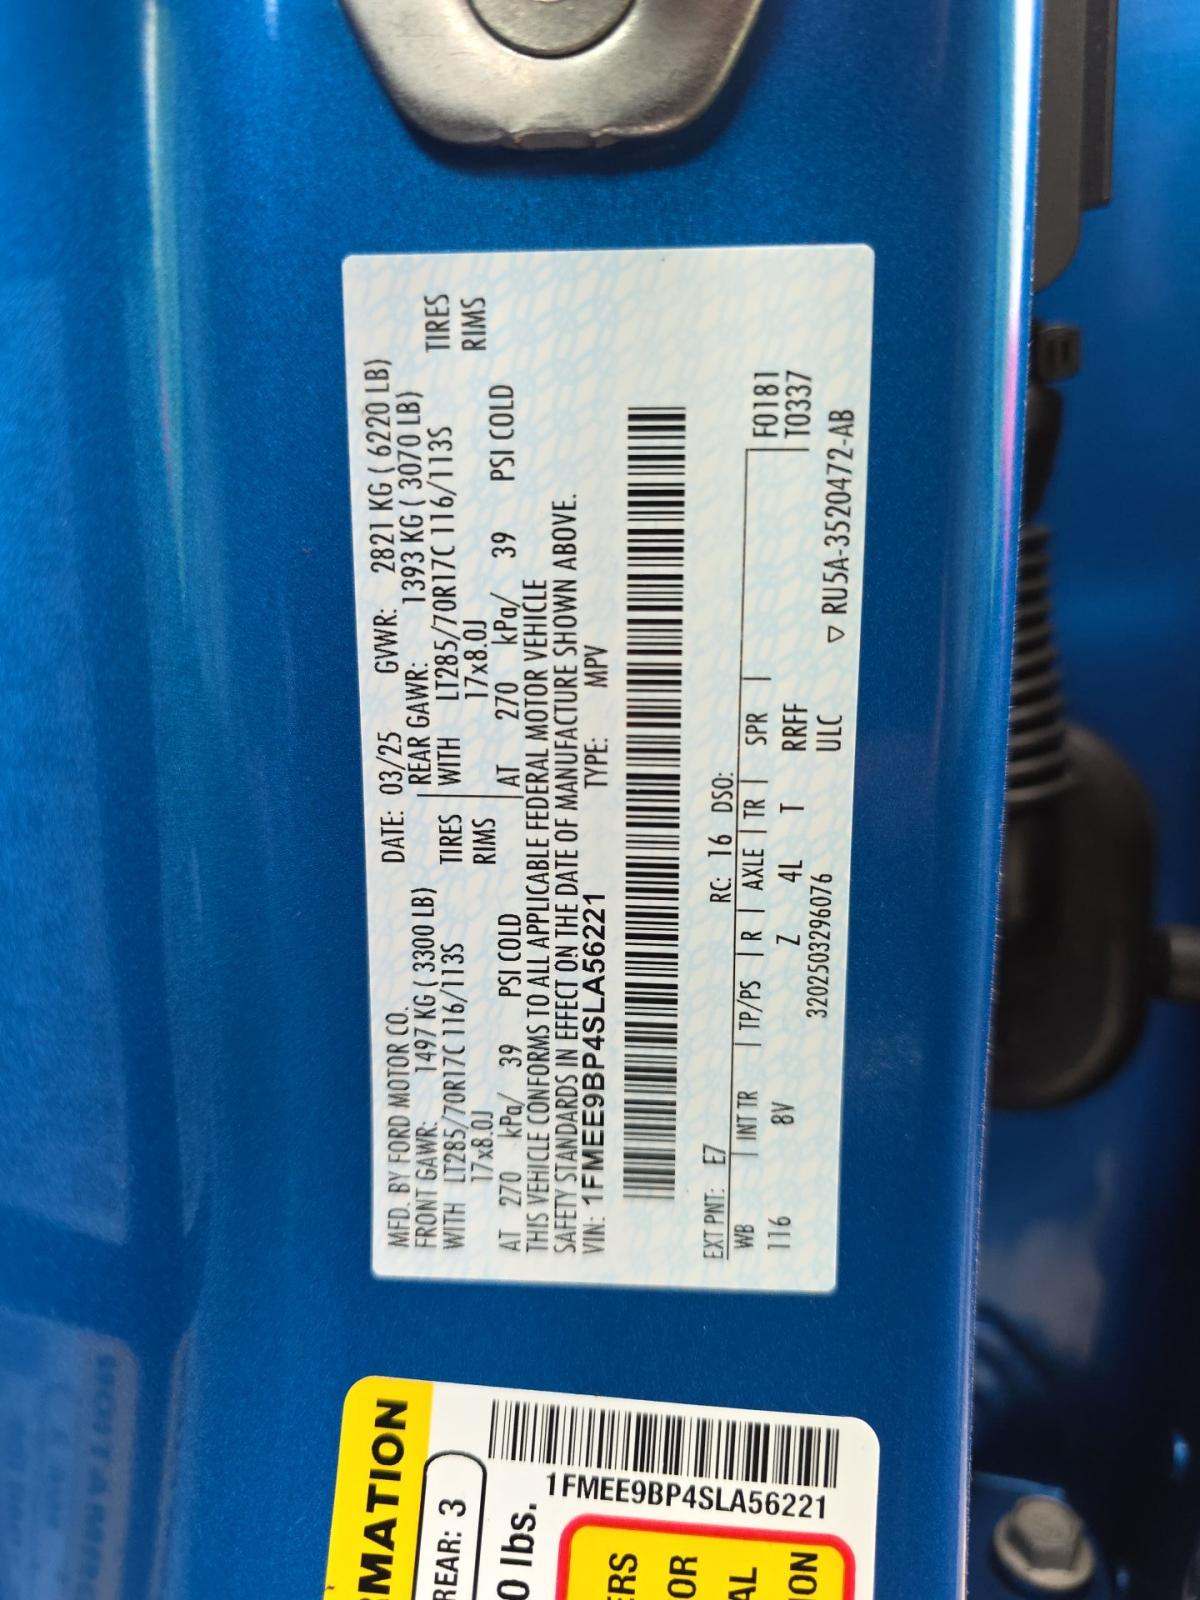 MFD. BY FORD MOTOR CO. DATE: 03/25 GVWR: 2821 KG ( 6220 LB)
FRONT GAWR: 1497 KG ( 3300 LB) REAR GAWR: 1393 KG ( 3070 LB)
WITH LT285/70R17C 116/113S TIRES WITH LT285/70R17C 116/113S TIRES
17x8.0J RIMS 17x8.0J RIMS
AT 270 kPa/ 39 PSI COLD AT 270 kPa/ 39 PSI COLD
THIS VEHICLE CONFORMS TO ALL APPLICABLE FEDERAL MOTOR VEHICLE
SAFETY STANDARDS IN EFFECT ON THE DATE OF MANUFACTURE SHOWN ABOVE.
VIN: 1FMEE9BP4SLA56221 TYPE: MPV
EXT PNT: E7 RC: 16 DSO:
WB | INT TR | TP/PS | R | AXLE | TR | SPR | F0181
116 8V Z 4L T RRFF T0337
3202503296076 ULC ▽ RU5A-3520472-AB
RMATION
REAR: 3
0 lbs.
1FMEE9BP4SLA56221
ERS
OR
AL
ION